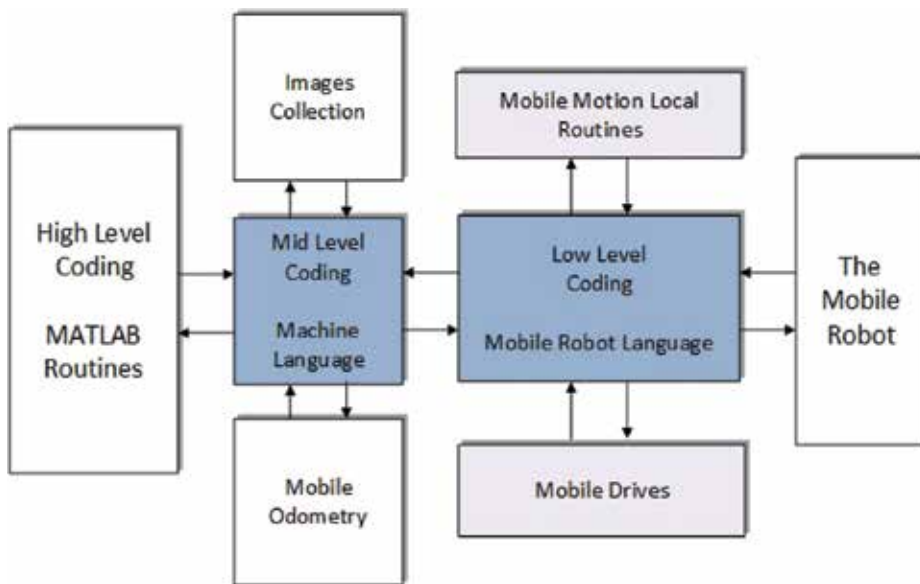 Images
Collection
Mobile Motion Local
Routines
High Level
Coding
MATLAB
Routines
Mid Level
Coding
Machine
Language
Low Level
Coding
Mobile Robot Language
The
Mobile
Robot
Mobile
Odometry
Mobile Drives